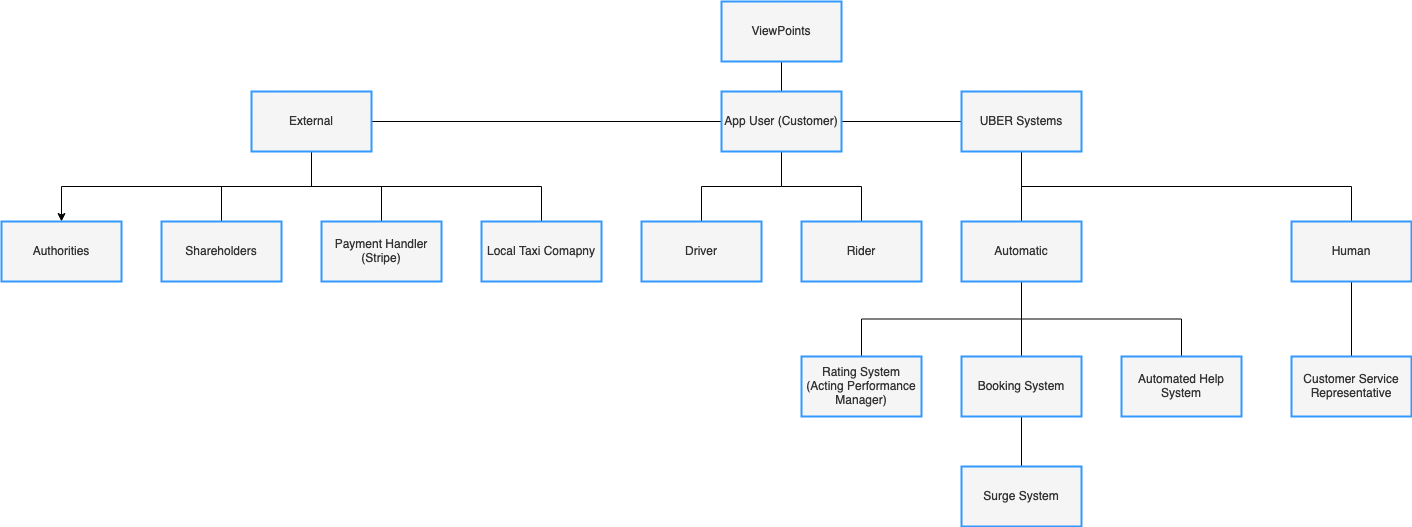 ViewPoints
External
App User (Customer)
UBER Systems
Authorities
Shareholders
Payment Handler
(Stripe)
Local Taxi Comapny
Driver
Rider
Automatic
Human
Rating System
(Acting Performance
Manager)
Booking System
Automated Help
System
Customer Service
Representative
Surge System